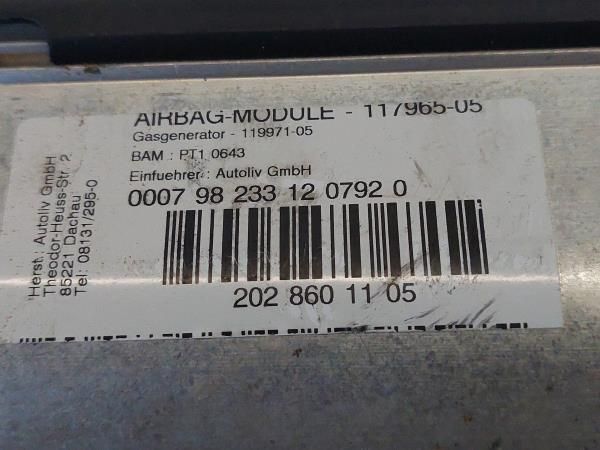 AIRBAG-MODULE - 117965-05
Gasgenerator - 119971-05
BAM : PT1 0643
Einfuehrer : Autoliv GmbH
0007 98 233 12 0792 0
202 860 11 05
Herst.: Autoliv GmbH
Theodor-Heuss-Str. 2
85221 Dachau
Tel: 08131/295-0